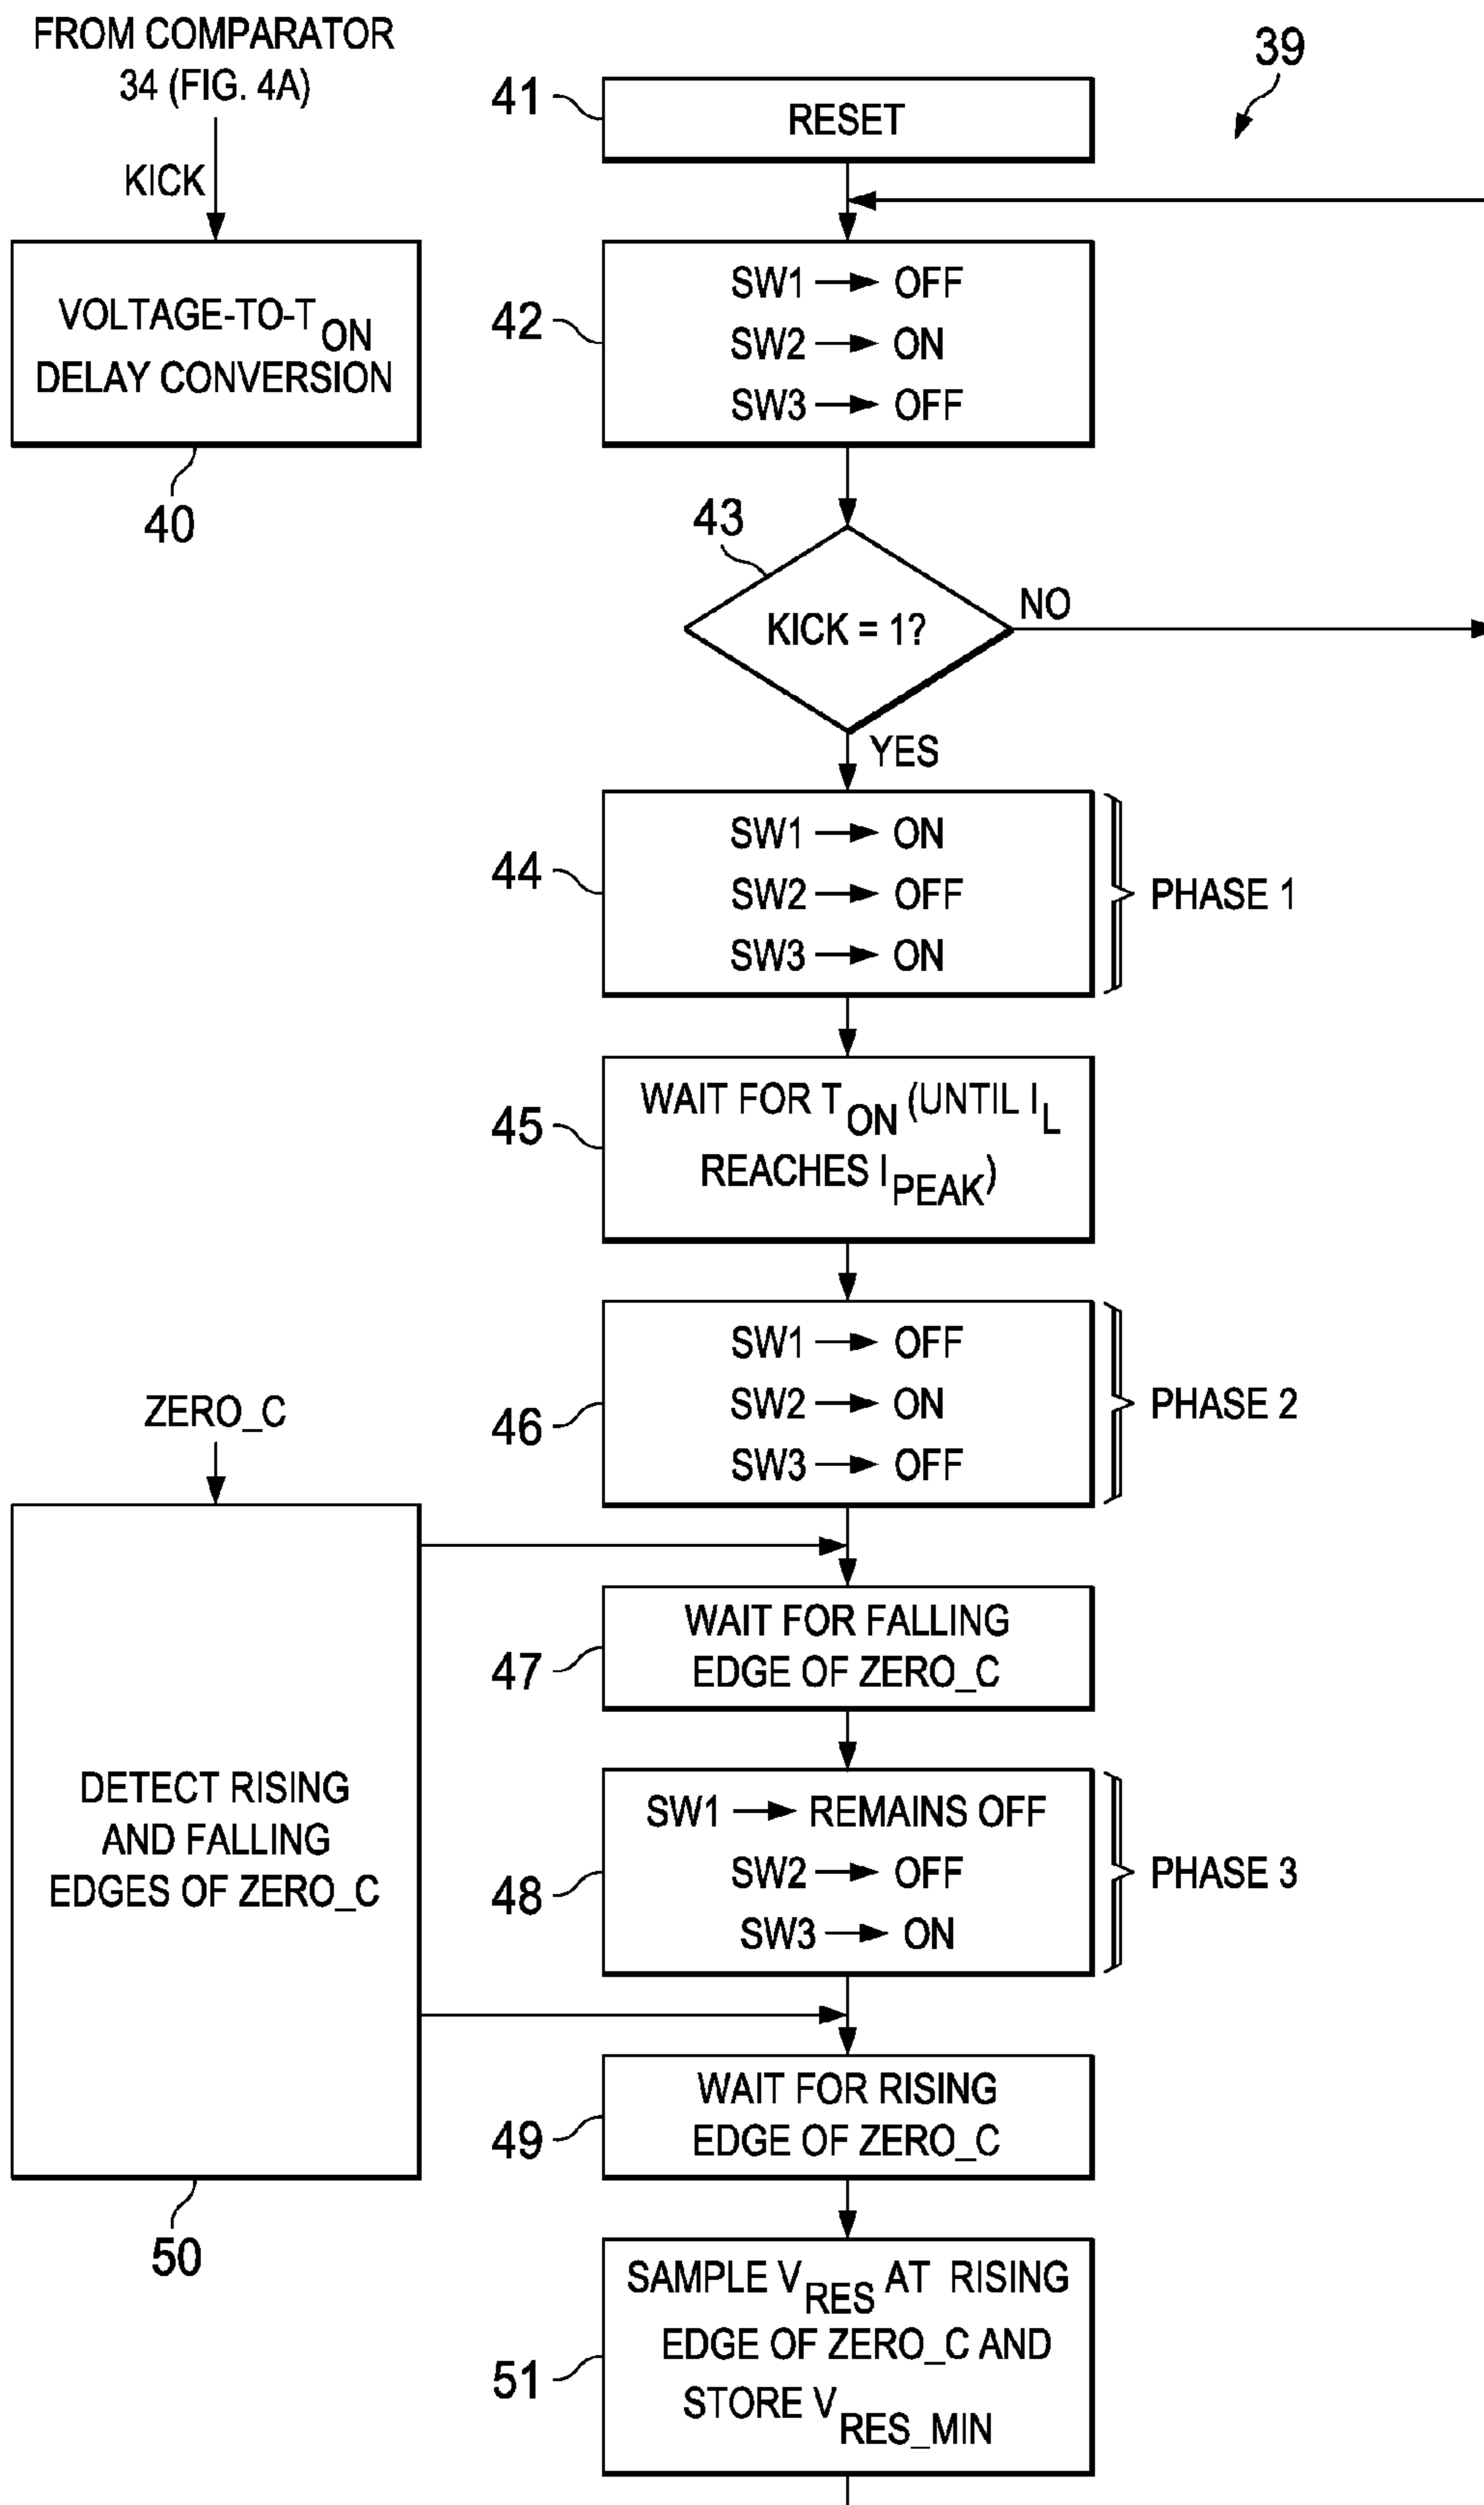 FROM COMPARATOR
34 (FIG. 4A)
KICK
VOLTAGE-TO-T ON
DELAY CONVERSION
40
39
41
RESET
42
SW1 → OFF
SW2 → ON
SW3 → OFF
43
KICK = 1?
NO
YES
44
SW1 → ON
SW2 → OFF
SW3 → ON
PHASE 1
45
WAIT FOR T ON (UNTIL I L
REACHES I PEAK)
46
SW1 → OFF
SW2 → ON
SW3 → OFF
PHASE 2
ZERO_C
DETECT RISING
AND FALLING
EDGES OF ZERO_C
50
47
WAIT FOR FALLING
EDGE OF ZERO_C
48
SW1 → REMAINS OFF
SW2 → OFF
SW3 → ON
PHASE 3
49
WAIT FOR RISING
EDGE OF ZERO_C
51
SAMPLE V RES AT RISING
EDGE OF ZERO_C AND
STORE V RES_MIN